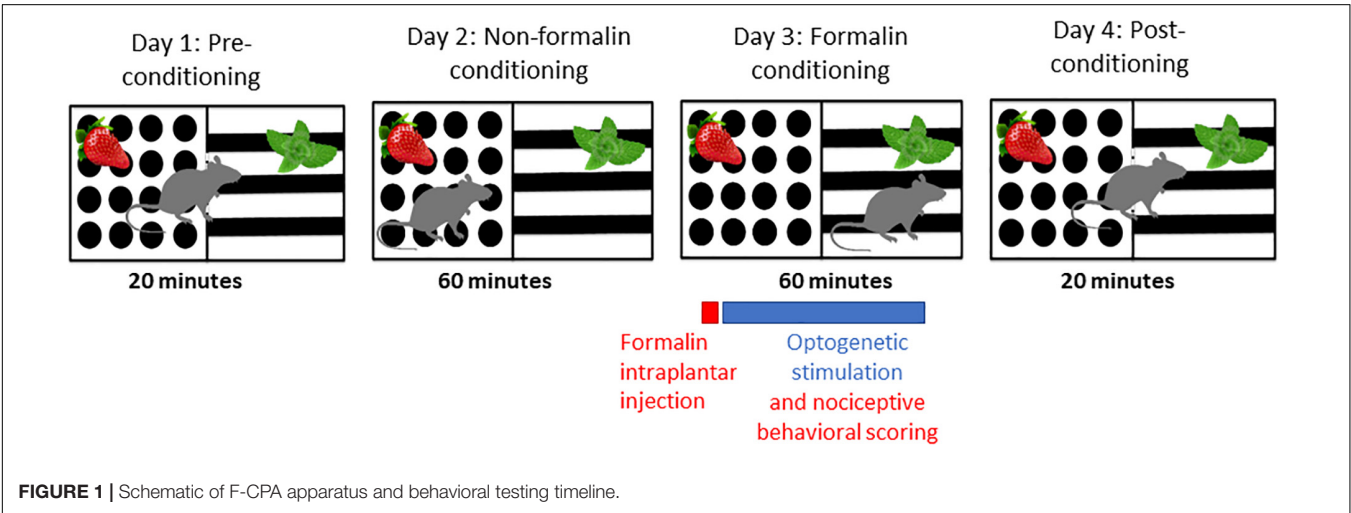 Day 1: Pre-
conditioning
Day 2: Non-formalin
conditioning
Day 3: Formalin
conditioning
Day 4: Post-
conditioning
20 minutes
60 minutes
60 minutes
20 minutes
Formalin
intraplantar
injection
Optogenetic
stimulation
and nociceptive
behavioral scoring
FIGURE 1 | Schematic of F-CPA apparatus and behavioral testing timeline.